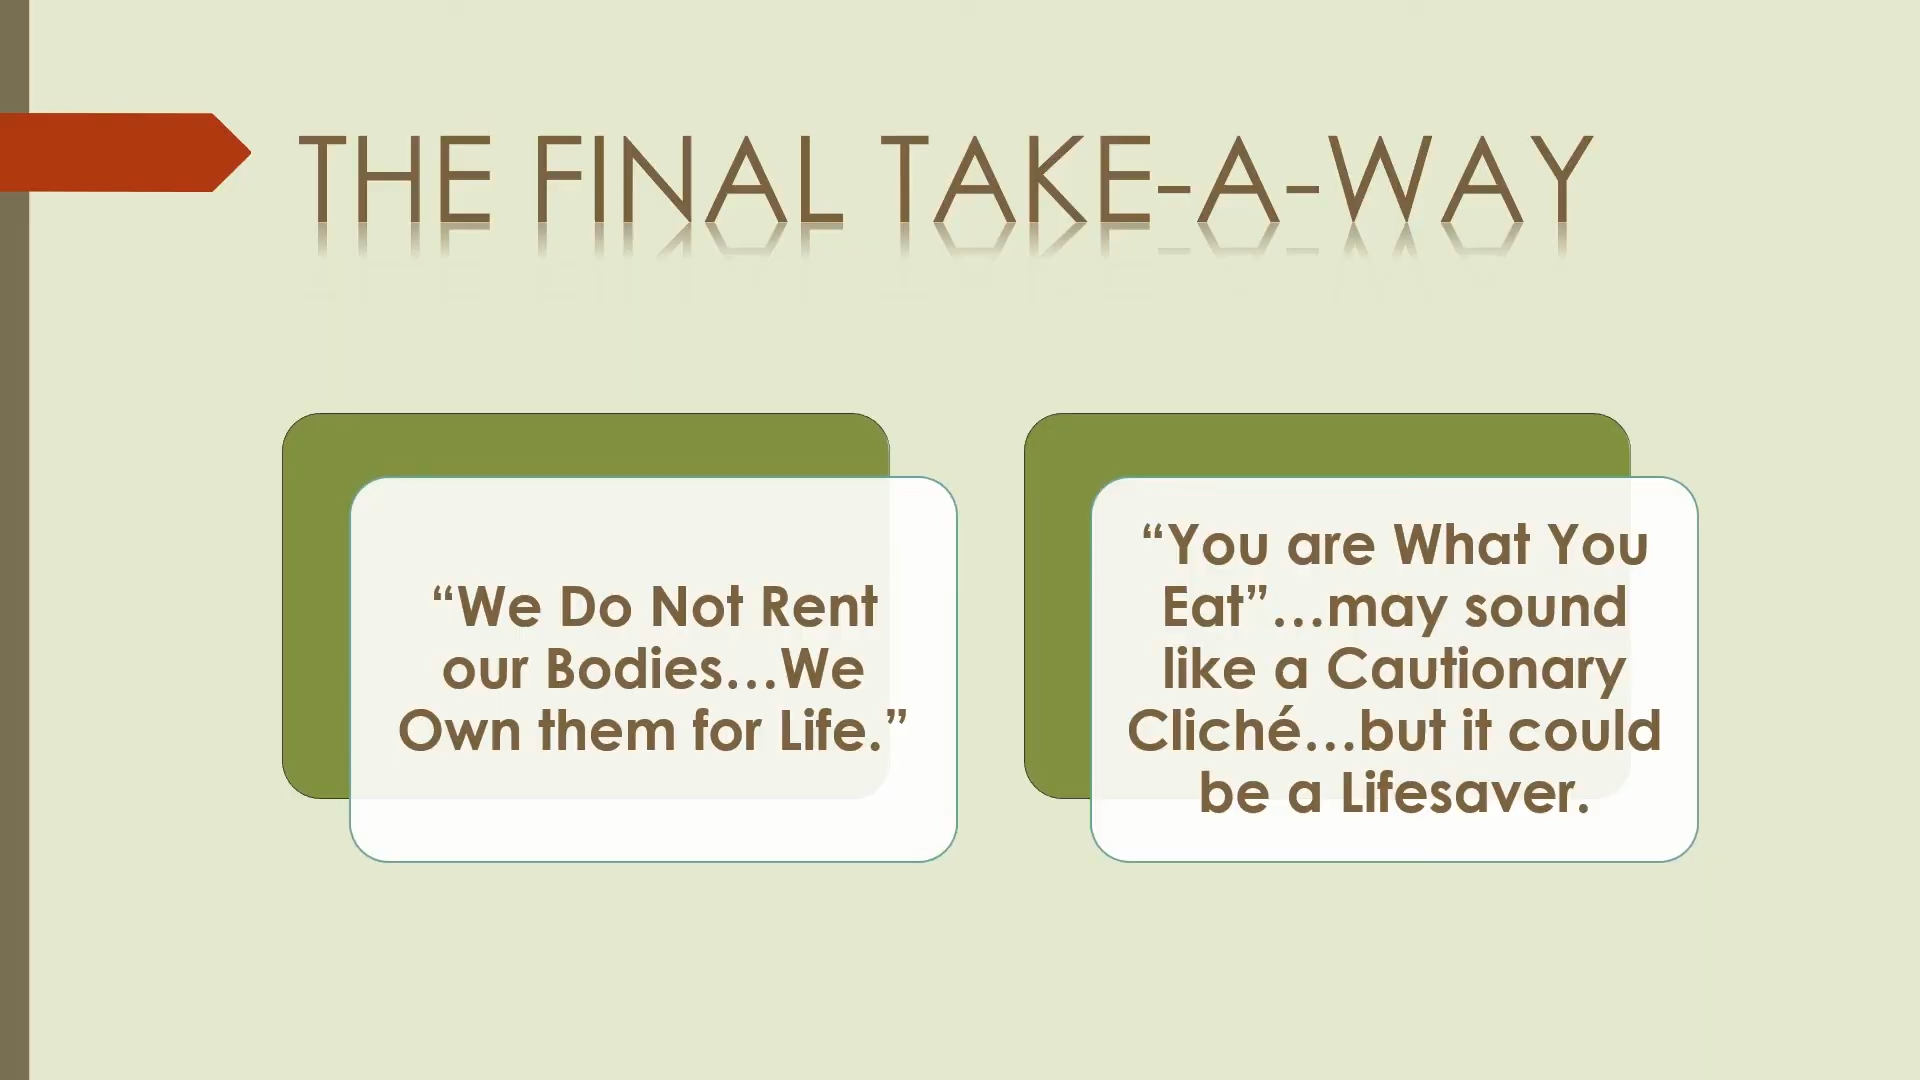 THE FINAL TAKE-A-WAY
“We Do Not Rent
our Bodies…We
Own them for Life.”
“You are What You
Eat”…may sound
like a Cautionary
Cliché…but it could
be a Lifesaver.